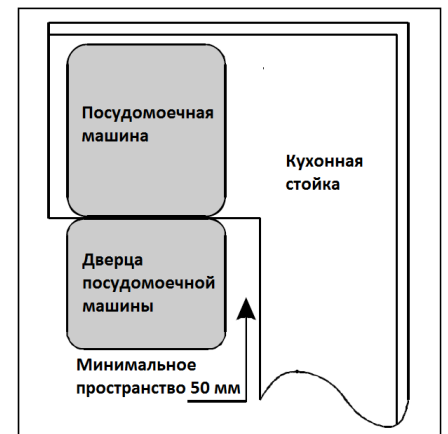 Посудомоечная
машина
Кухонная
стойка
Дверца
посудомоечной
машины
Минимальное
пространство 50 мм